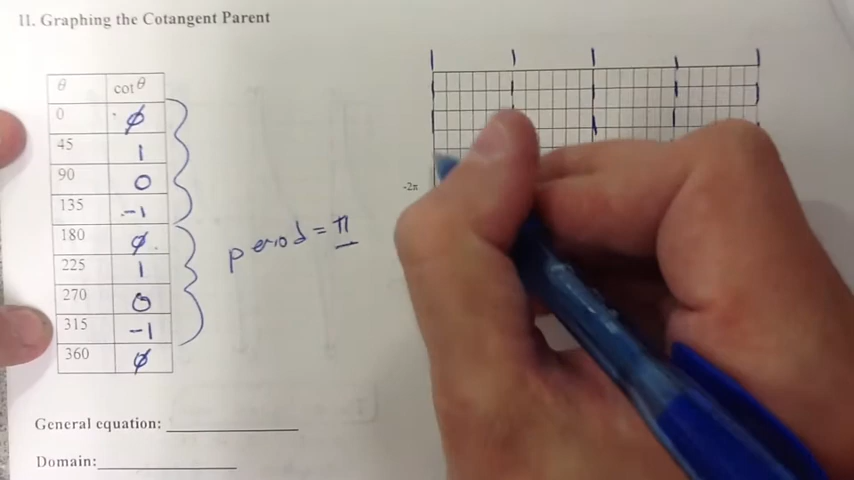 II. Graphing the Cotangent Parent
θ cot θ
0 ∅
45 1
90 0
135 -1
180 ∅
225 1
270 0
315 -1
360 ∅
period = π
-2π
General equation:
Domain: